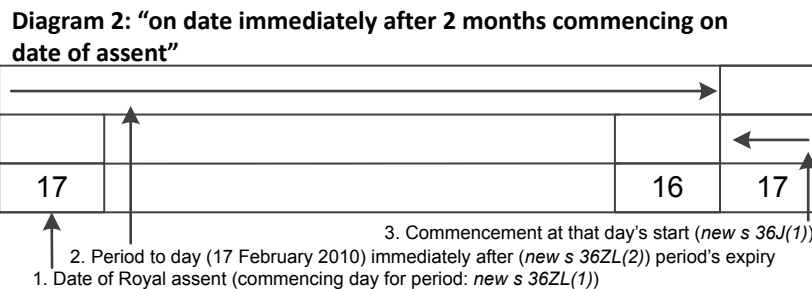 Diagram 2: “on date immediately after 2 months commencing on
date of assent”
17 16 17
3. Commencement at that day’s start (new s 36J(1))
2. Period to day (17 February 2010) immediately after (new s 36ZL(2)) period’s expiry
1. Date of Royal assent (commencing day for period: new s 36ZL(1))